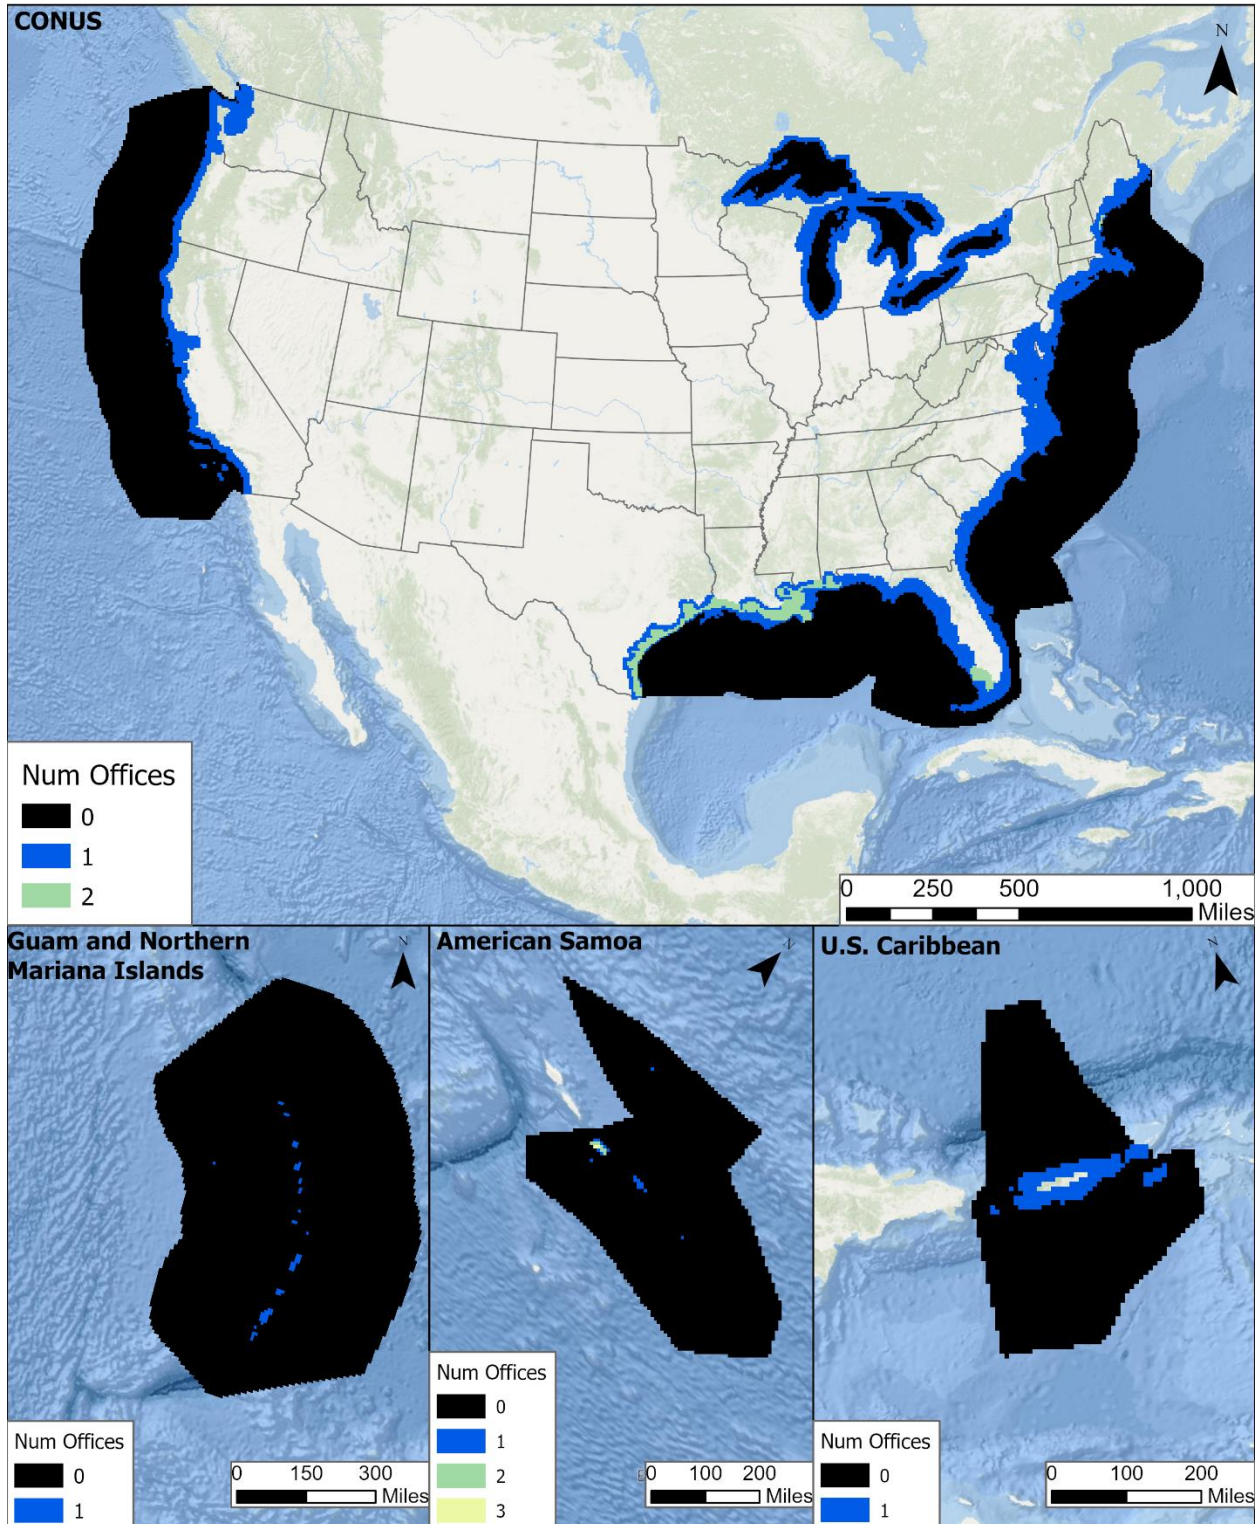 CONUS
N
Num Offices
0
1
2
0 250 500 1,000
Miles
Guam and Northern
Mariana Islands
N
Num Offices
0
1
0 150 300
Miles
American Samoa
N
Num Offices
0
1
2
3
0 100 200
Miles
U.S. Caribbean
N
Num Offices
0
1
0 100 200
Miles